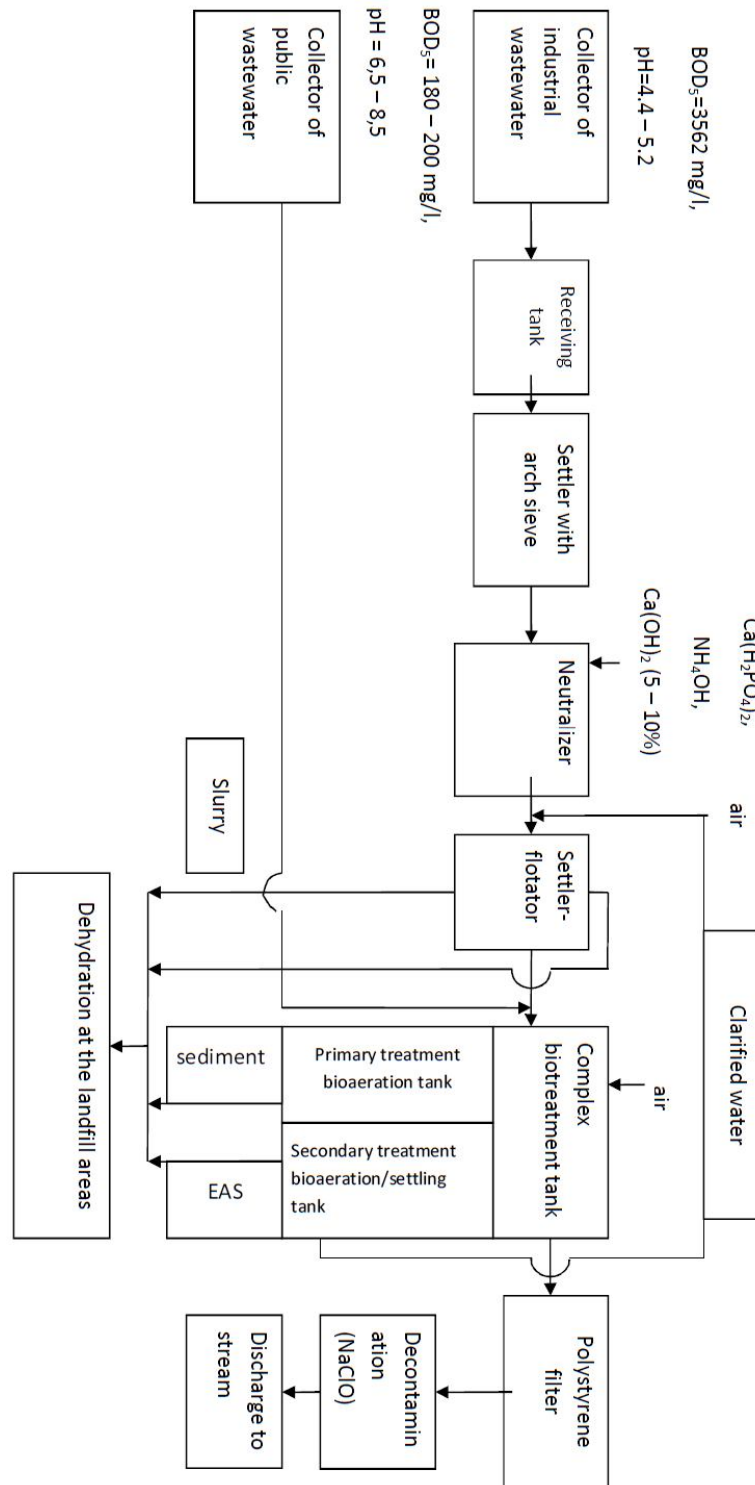 BOD₅=3562 mg/l,
pH=4.4 – 5.2
Collector of
industrial
wastewater
BOD₅= 180 – 200 mg/l,
pH = 6,5 – 8,5
Collector of
public
wastewater
Receiving
tank
Settler with
arch sieve
Ca(H₂PO₄)₂,
NH₄OH,
Ca(OH)₂ (5 – 10%)
Neutralizer
air
Settler-
flotator
Slurry
Clarified water
air
Complex
biotreatment tank
Primary treatment
bioaeration tank
Secondary treatment
bioaeration/settling
tank
sediment
EAS
Dehydration at the landfill areas
Polystyrene
filter
Decontamin
ation
(NaClO)
Discharge to
stream